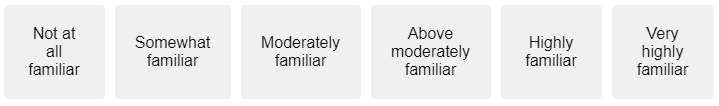 Not at
all
familiar
Somewhat
familiar
Moderately
familiar
Above
moderately
familiar
Highly
familiar
Very
highly
familiar